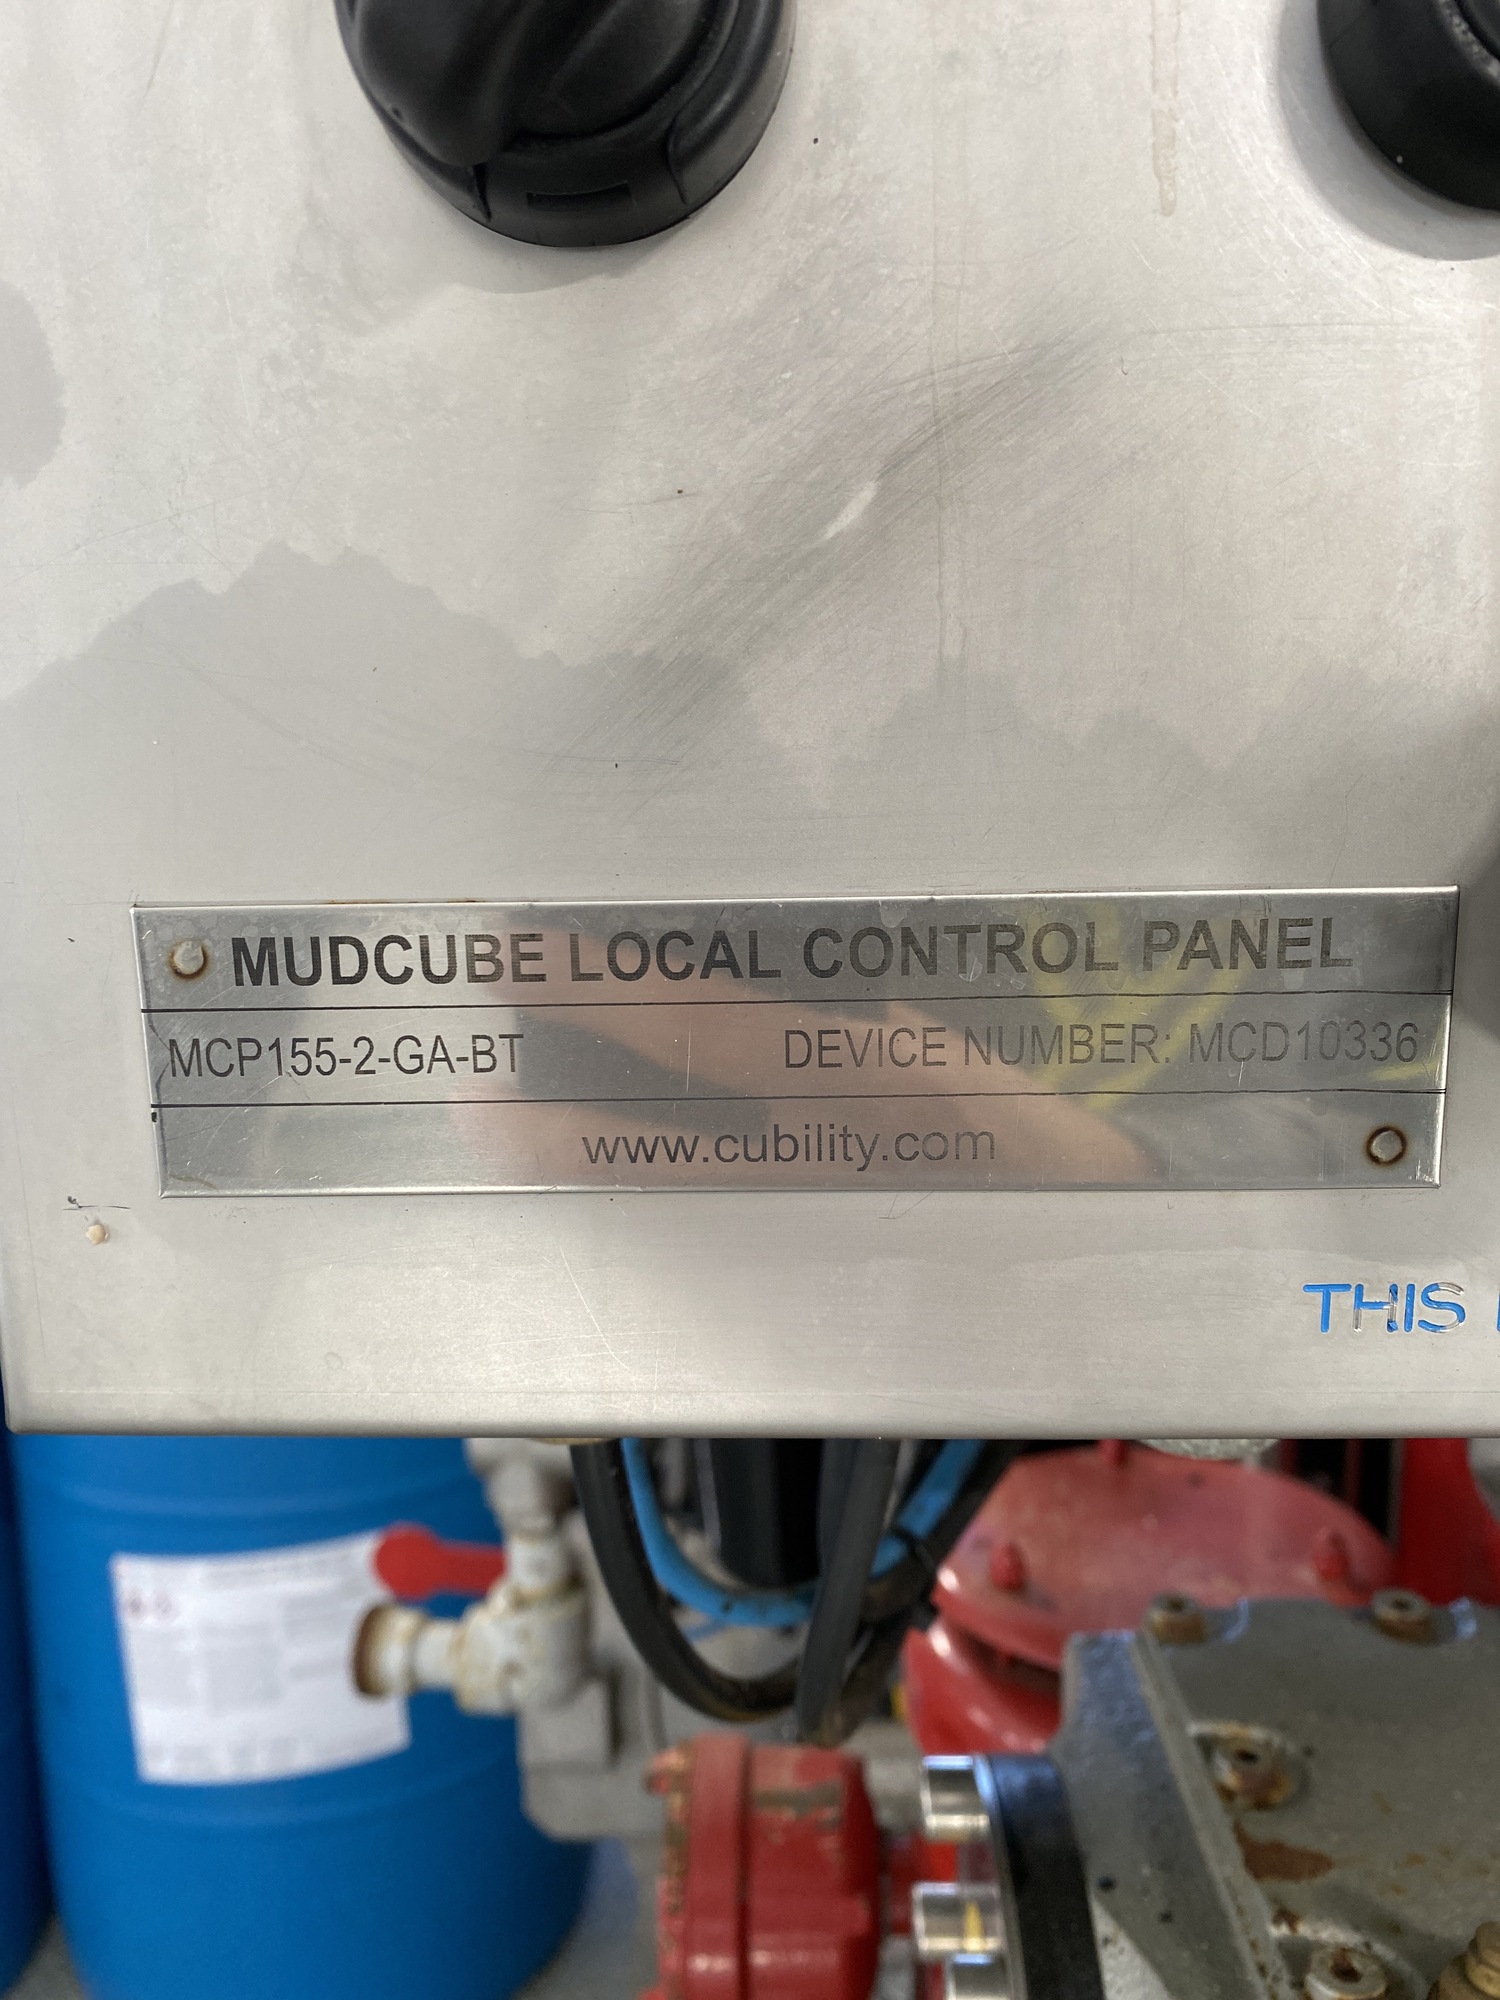 MUDCUBE LOCAL CONTROL PANEL
MCP155-2-GA-BT DEVICE NUMBER: MCD10336
www.cubility.com
THIS